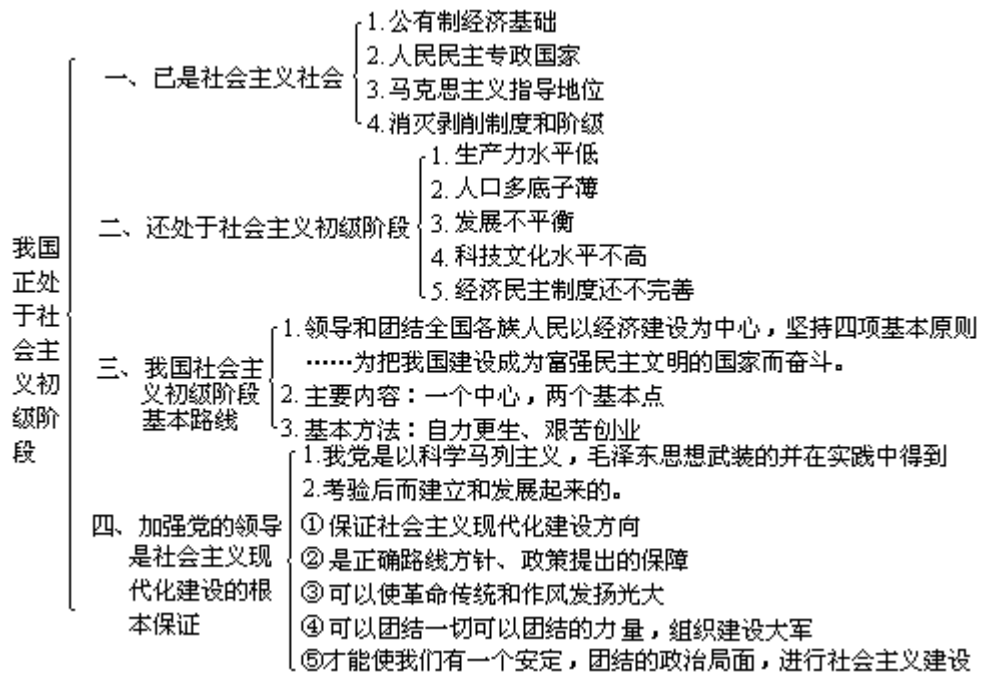 我国
正处
于社
会主
义初
级阶
段
一、已是社会主义社会
1.公有制经济基础
2.人民民主专政国家
3.马克思主义指导地位
4.消灭剥削制度和阶级
二、还处于社会主义初级阶段
1.生产力水平低
2.人口多底子薄
3.发展不平衡
4.科技文化水平不高
5.经济民主制度还不完善
三、我国社会主
义初级阶段
基本路线
1.领导和团结全国各族人民以经济建设为中心，坚持四项基本原则
……为把我国建设成为富强民主文明的国家而奋斗。
2.主要内容：一个中心，两个基本点
3.基本方法：自力更生、艰苦创业
四、加强党的领导
是社会主义现
代化建设的根
本保证
1.我党是以科学马列主义，毛泽东思想武装的并在实践中得到
2.考验后而建立和发展起来的。
①保证社会主义现代化建设方向
②是正确路线方针、政策提出的保障
③可以使革命传统和作风发扬光大
④可以团结一切可以团结的力量，组织建设大军
⑤才能使我们有一个安定，团结的政治局面，进行社会主义建设